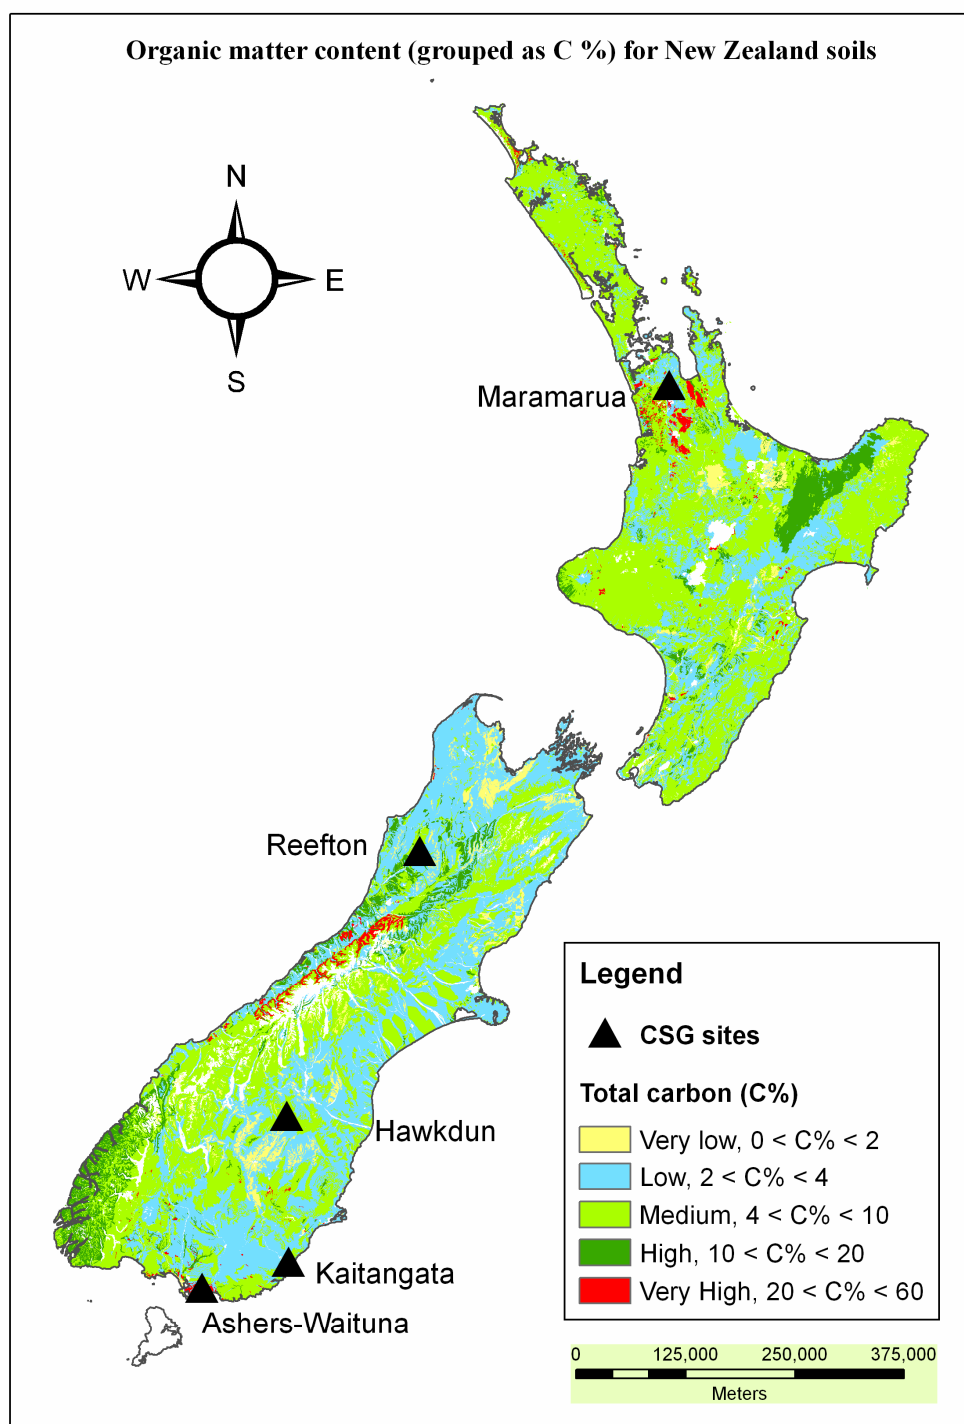 Organic matter content (grouped as C %) for New Zealand soils
N
W
E
S
Maramarua
Reefton
Hawkdun
Kaitangata
Ashers-Waituna
Legend
CSG sites
Total carbon (C%)
Very low, 0 < C% < 2
Low, 2 < C% < 4
Medium, 4 < C% < 10
High, 10 < C% < 20
Very High, 20 < C% < 60
0 125,000 250,000 375,000
Meters